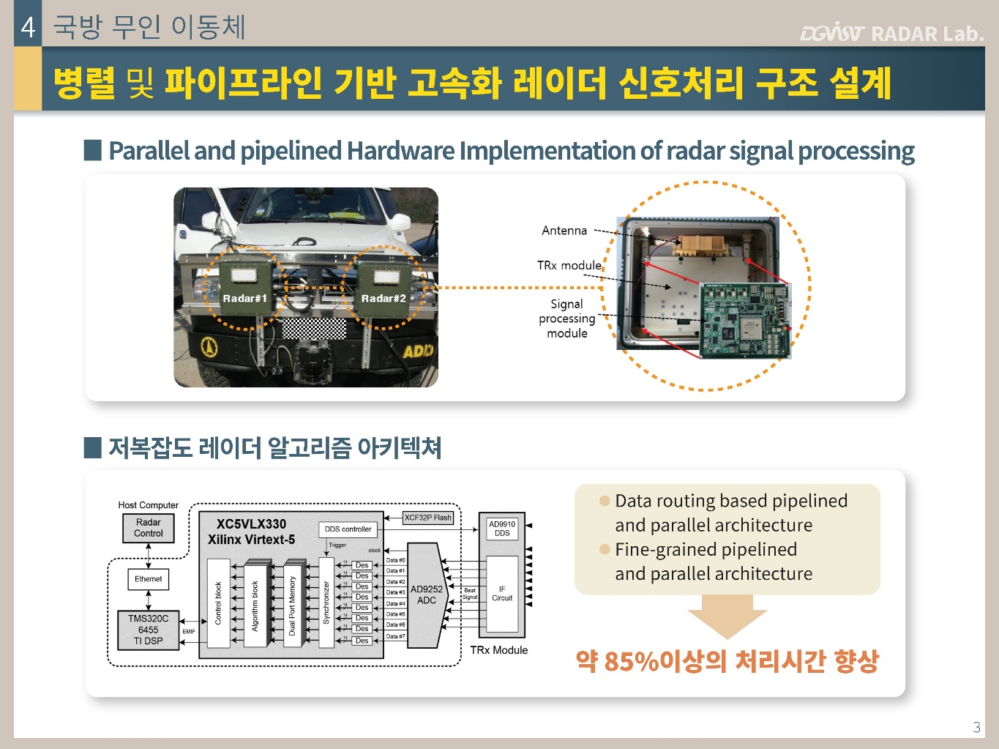 4 국방 무인 이동체
DGIST RADAR Lab.
병렬 및 파이프라인 기반 고속화 레이더 신호처리 구조 설계
■ Parallel and pipelined Hardware Implementation of radar signal processing
Radar#1
Radar#2
ADD
Antenna
TRx module
Signal
processing
module
■ 저복잡도 레이더 알고리즘 아키텍쳐
Host Computer
Radar
Control
Ethernet
TMS320C
6455
TI DSP
EMIF
XC5VLX330
Xilinx Virtext-5
DDS controller
Trigger
clock
XCF32P Flash
Control block
Algorithm block
Dual Port Memory
Synchronizer
14 Des Data #0
14 Des Data #1
14 Des Data #2
14 Des Data #3
14 Des Data #4
14 Des Data #5
14 Des Data #6
14 Des Data #7
AD9252
ADC
Beat
Signal
AD9910
DDS
IF
Circuit
TRx Module
● Data routing based pipelined
and parallel architecture
● Fine-grained pipelined
and parallel architecture
약 85%이상의 처리시간 향상
3